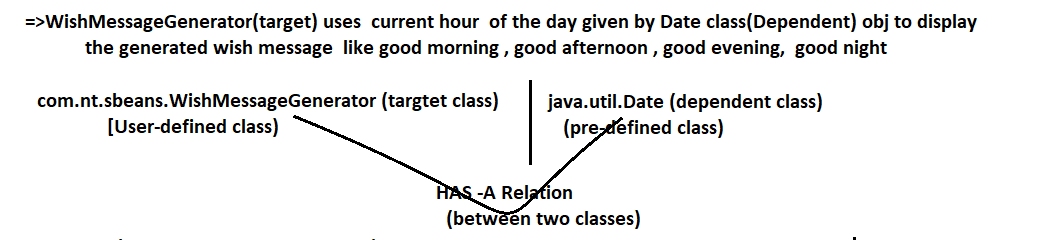 =>WishMessageGenerator(target) uses  current hour  of the day given by Date class(Dependent) obj to display
the generated wish message  like good morning , good afternoon , good evening,  good night
com.nt.sbeans.WishMessageGenerator (targtet class)
java.util.Date (dependent class)
[User-defined class)
(pre-defined class)
HAS -A Relation
(between two classes)